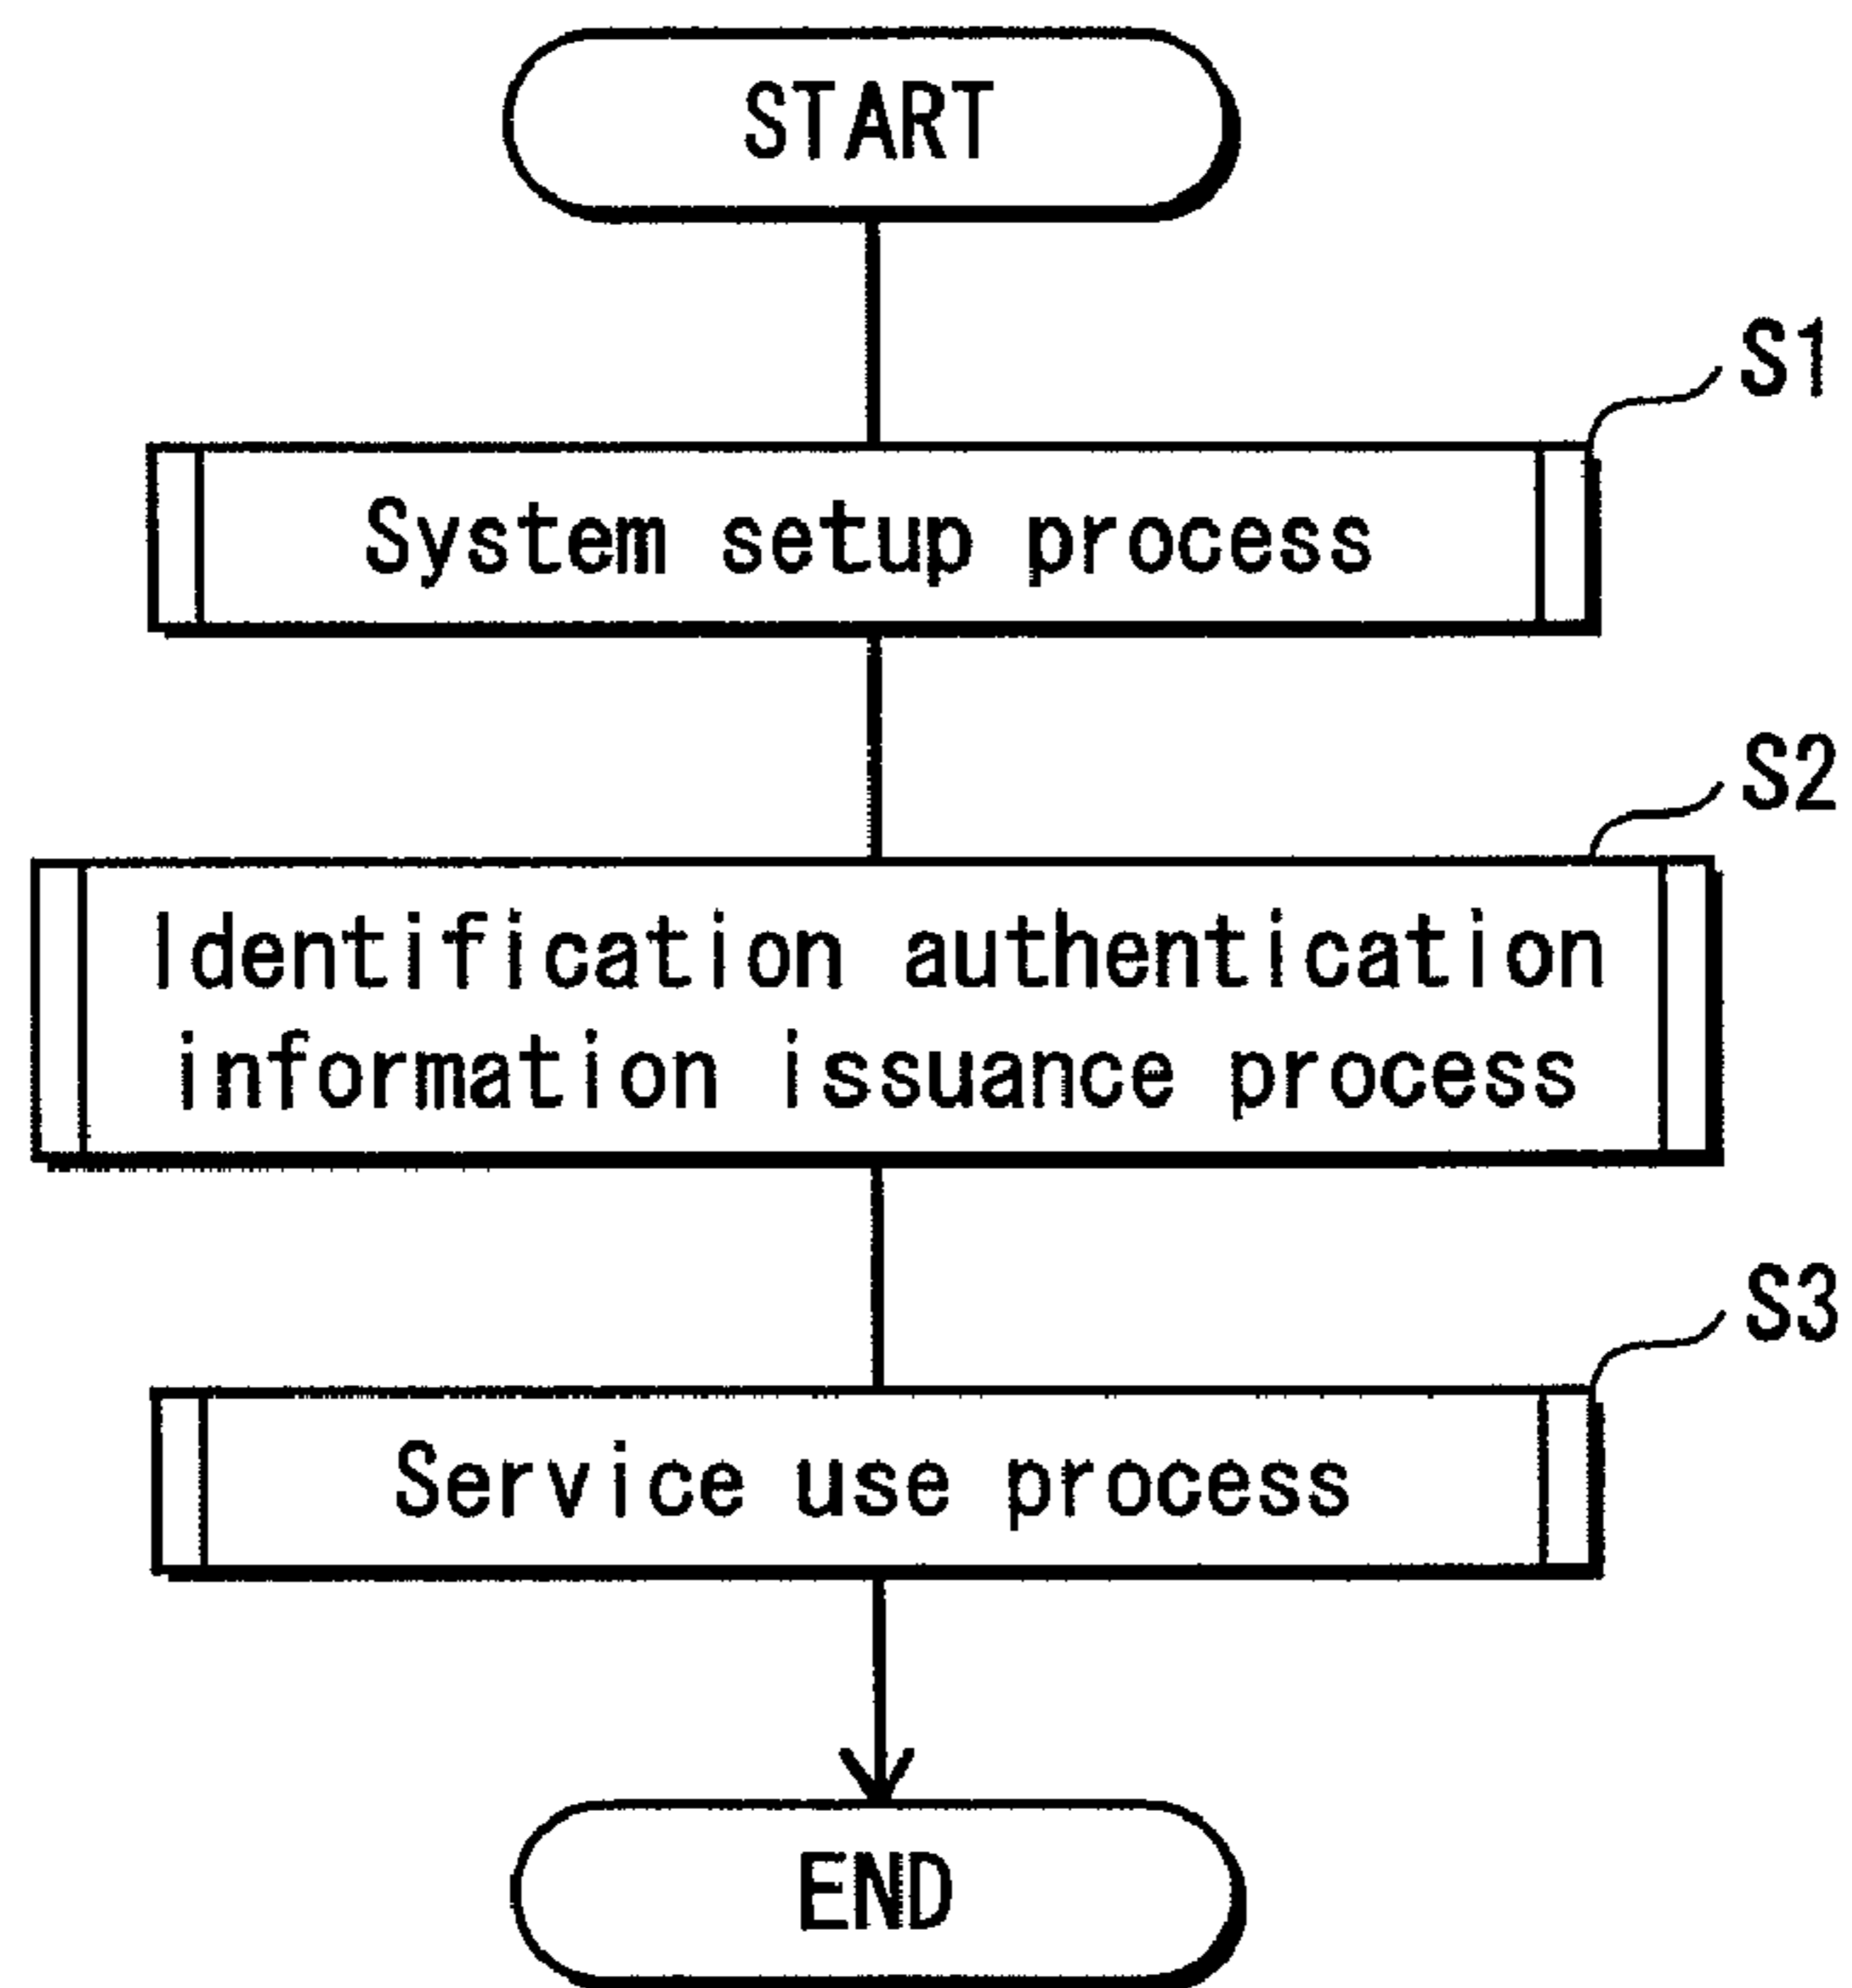 START
S1
System setup process
S2
Identification authentication
information issuance process
S3
Service use process
END